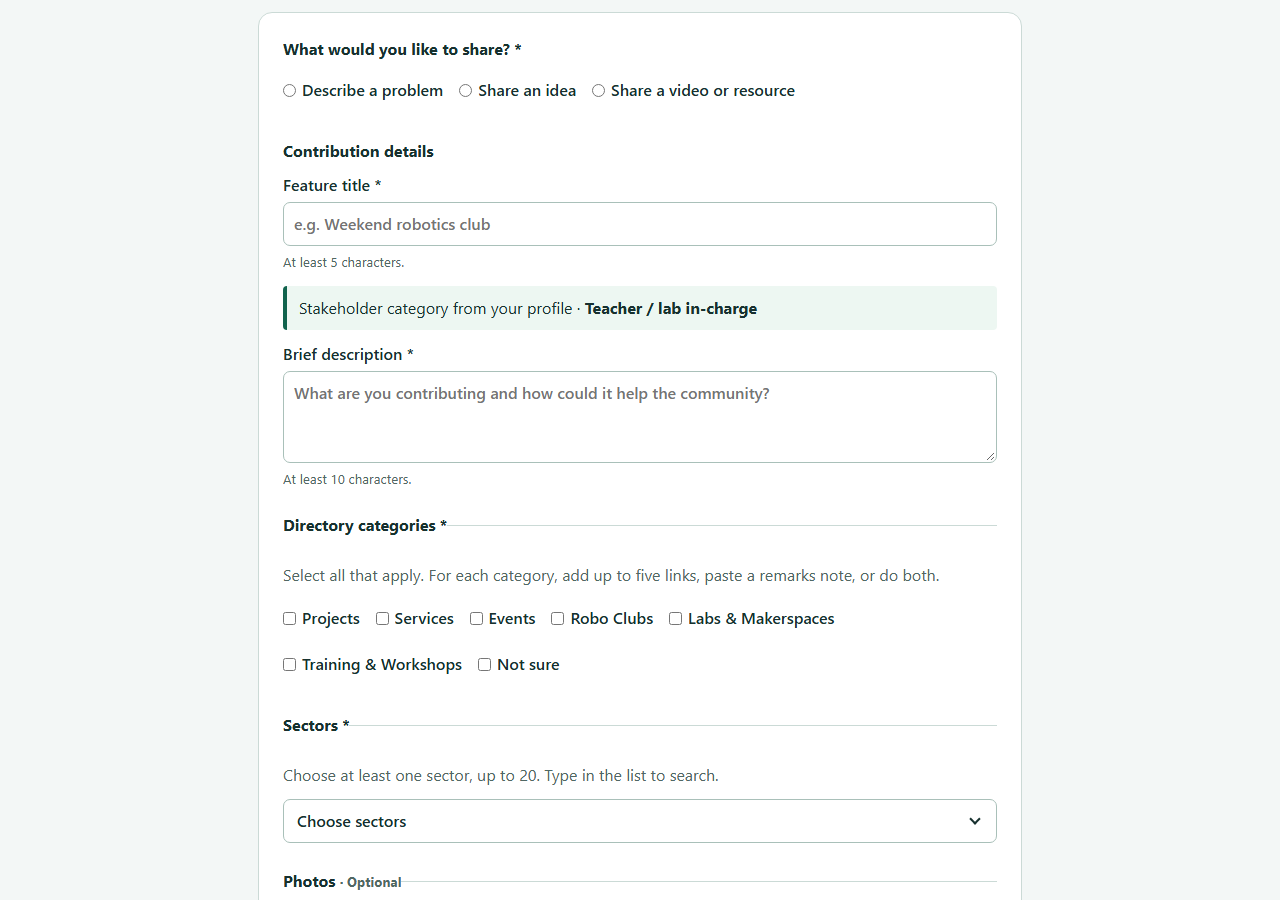 What would you like to share? *
Describe a problem
Share an idea
Share a video or resource
Contribution details
Feature title *
e.g. Weekend robotics club
At least 5 characters.
Stakeholder category from your profile · Teacher / lab in-charge
Brief description *
What are you contributing and how could it help the community?
At least 10 characters.
Directory categories *
Select all that apply. For each category, add up to five links, paste a remarks note, or do both.
Projects
Services
Events
Robo Clubs
Labs & Makerspaces
Training & Workshops
Not sure
Sectors *
Choose at least one sector, up to 20. Type in the list to search.
Choose sectors
Photos · Optional